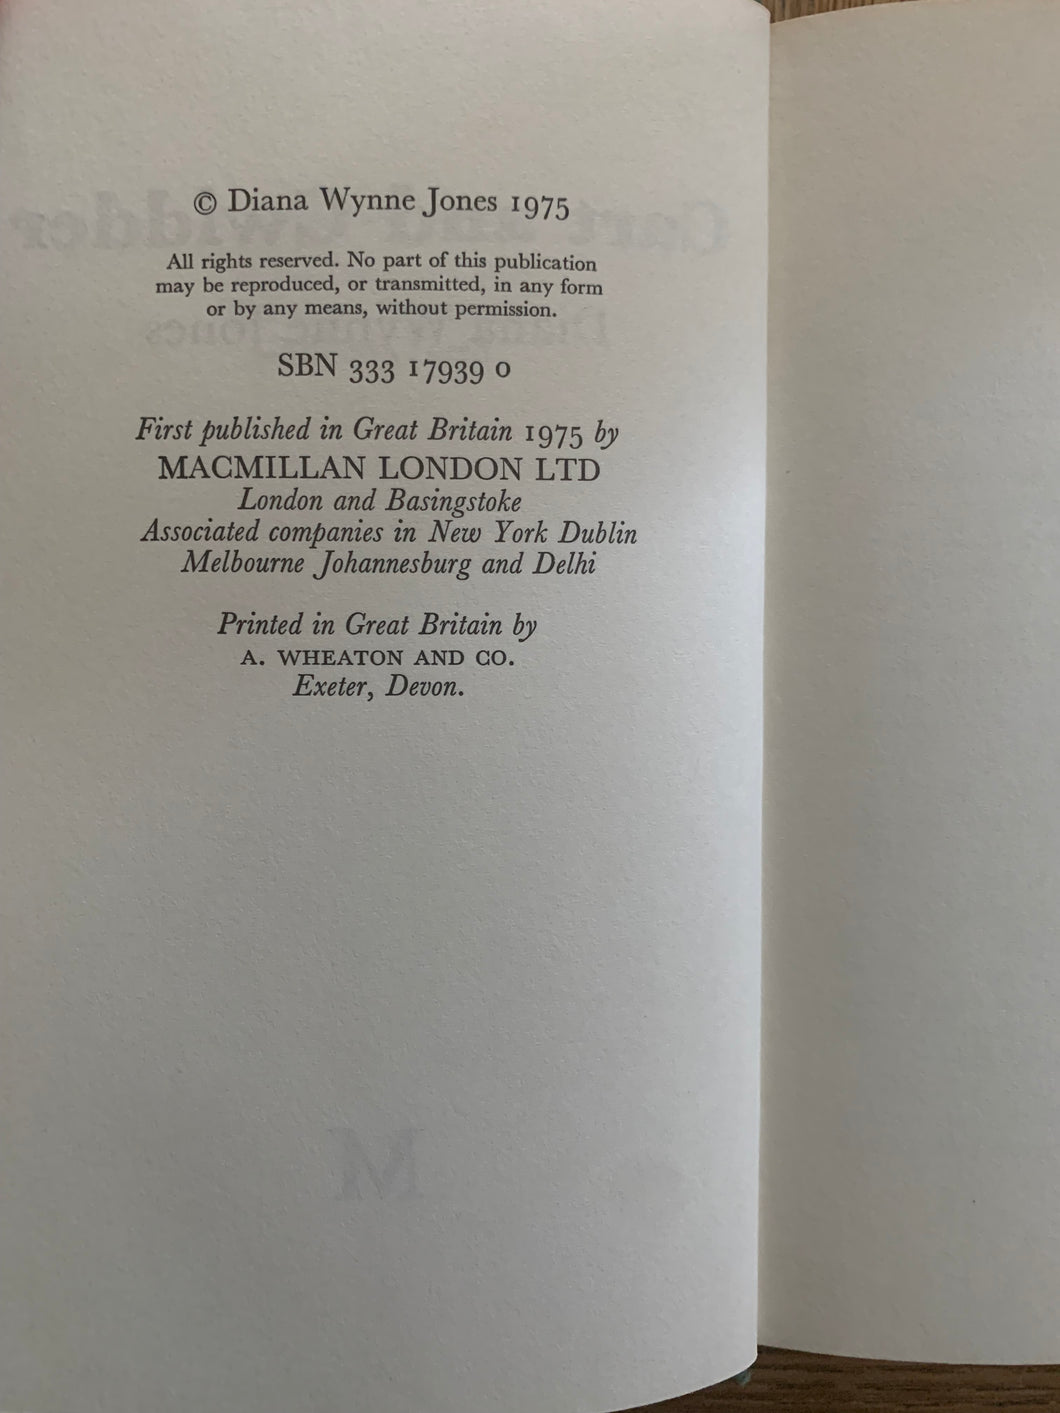 © Diana Wynne Jones 1975
All rights reserved. No part of this publication
may be reproduced, or transmitted, in any form
or by any means, without permission.
SBN 333 17939 0
First published in Great Britain 1975 by
MACMILLAN LONDON LTD
London and Basingstoke
Associated companies in New York Dublin
Melbourne Johannesburg and Delhi
Printed in Great Britain by
A. WHEATON AND CO.
Exeter, Devon.